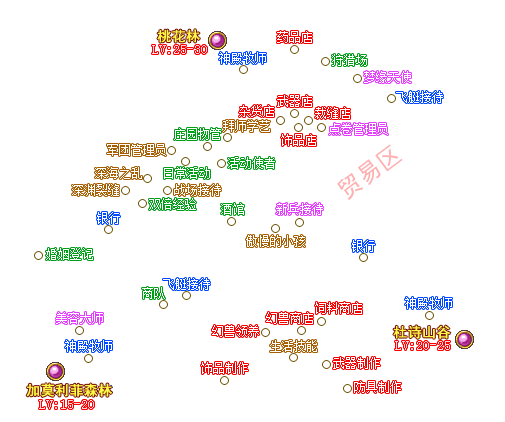 桃花林
LV:25-30
药品店
神殿牧师
狩猎场
梦缘天使
飞艇接待
武器店
杂货店
裁缝店
拜师学艺
点卷管理员
庄园物管
饰品店
军团管理员
贸易区
活动使者
深海之乱
日常活动
深渊裂缝
战场接待
双倍经验
酒馆
新兵接待
银行
傲慢的小孩
银行
婚姻登记
飞艇接待
商队
神殿牧师
饲料商店
美容大师
幻兽商店
幻兽领养
杜诗山谷
LV:20-25
神殿牧师
生活技能
饰品制作
武器制作
加莫利菲森林
LV:15-20
防具制作